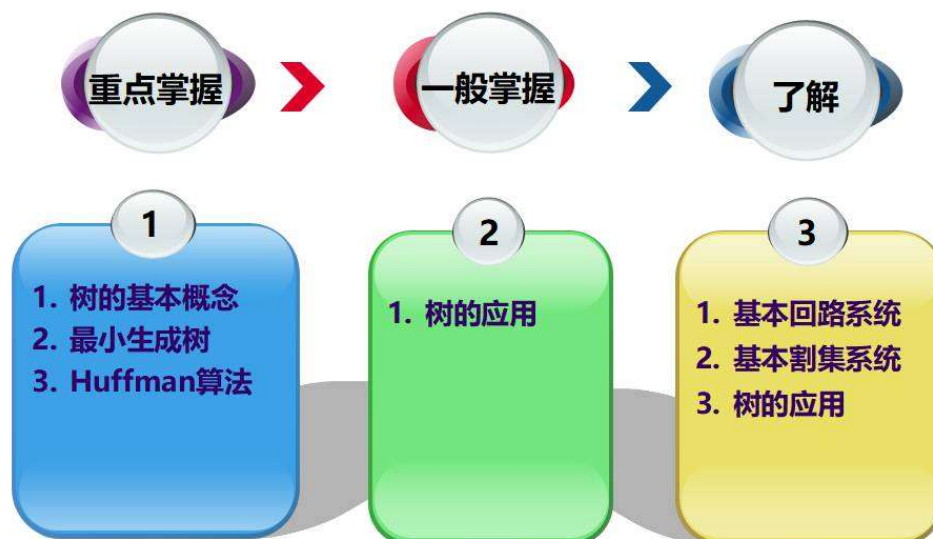 重点掌握
一般掌握
了解
1
1. 树的基本概念
2. 最小生成树
3. Huffman算法
2
1. 树的应用
3
1. 基本回路系统
2. 基本割集系统
3. 树的应用